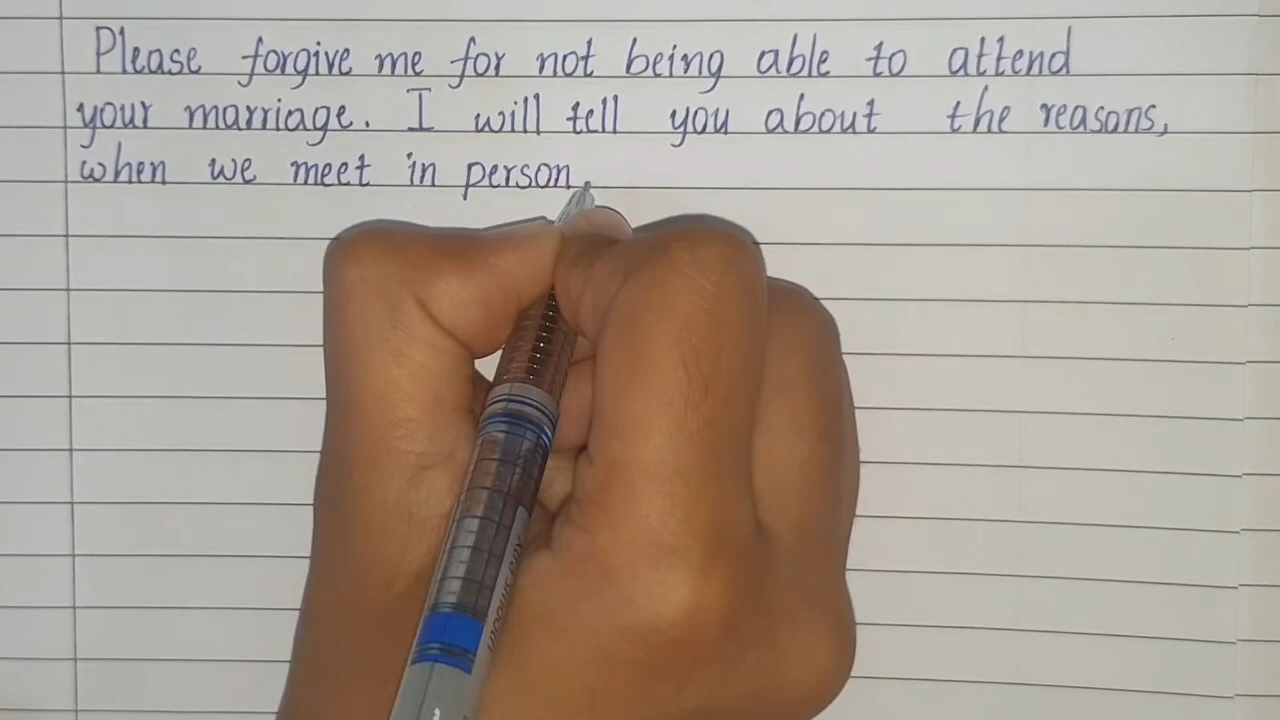 Please forgive me for not being able to attend
your marriage. I will tell you about the reasons,
when we meet in person.